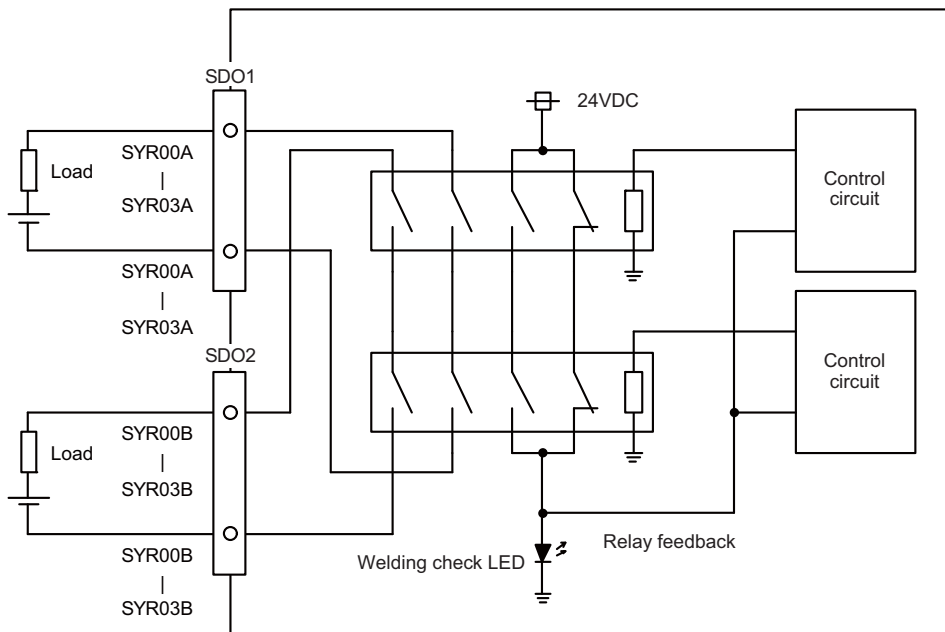 SDO1
24VDC
Load
SYR00A
|
SYR03A
Control
circuit
SYR00A
|
SYR03A
SDO2
Control
circuit
Load
SYR00B
|
SYR03B
Relay feedback
Welding check LED
SYR00B
|
SYR03B